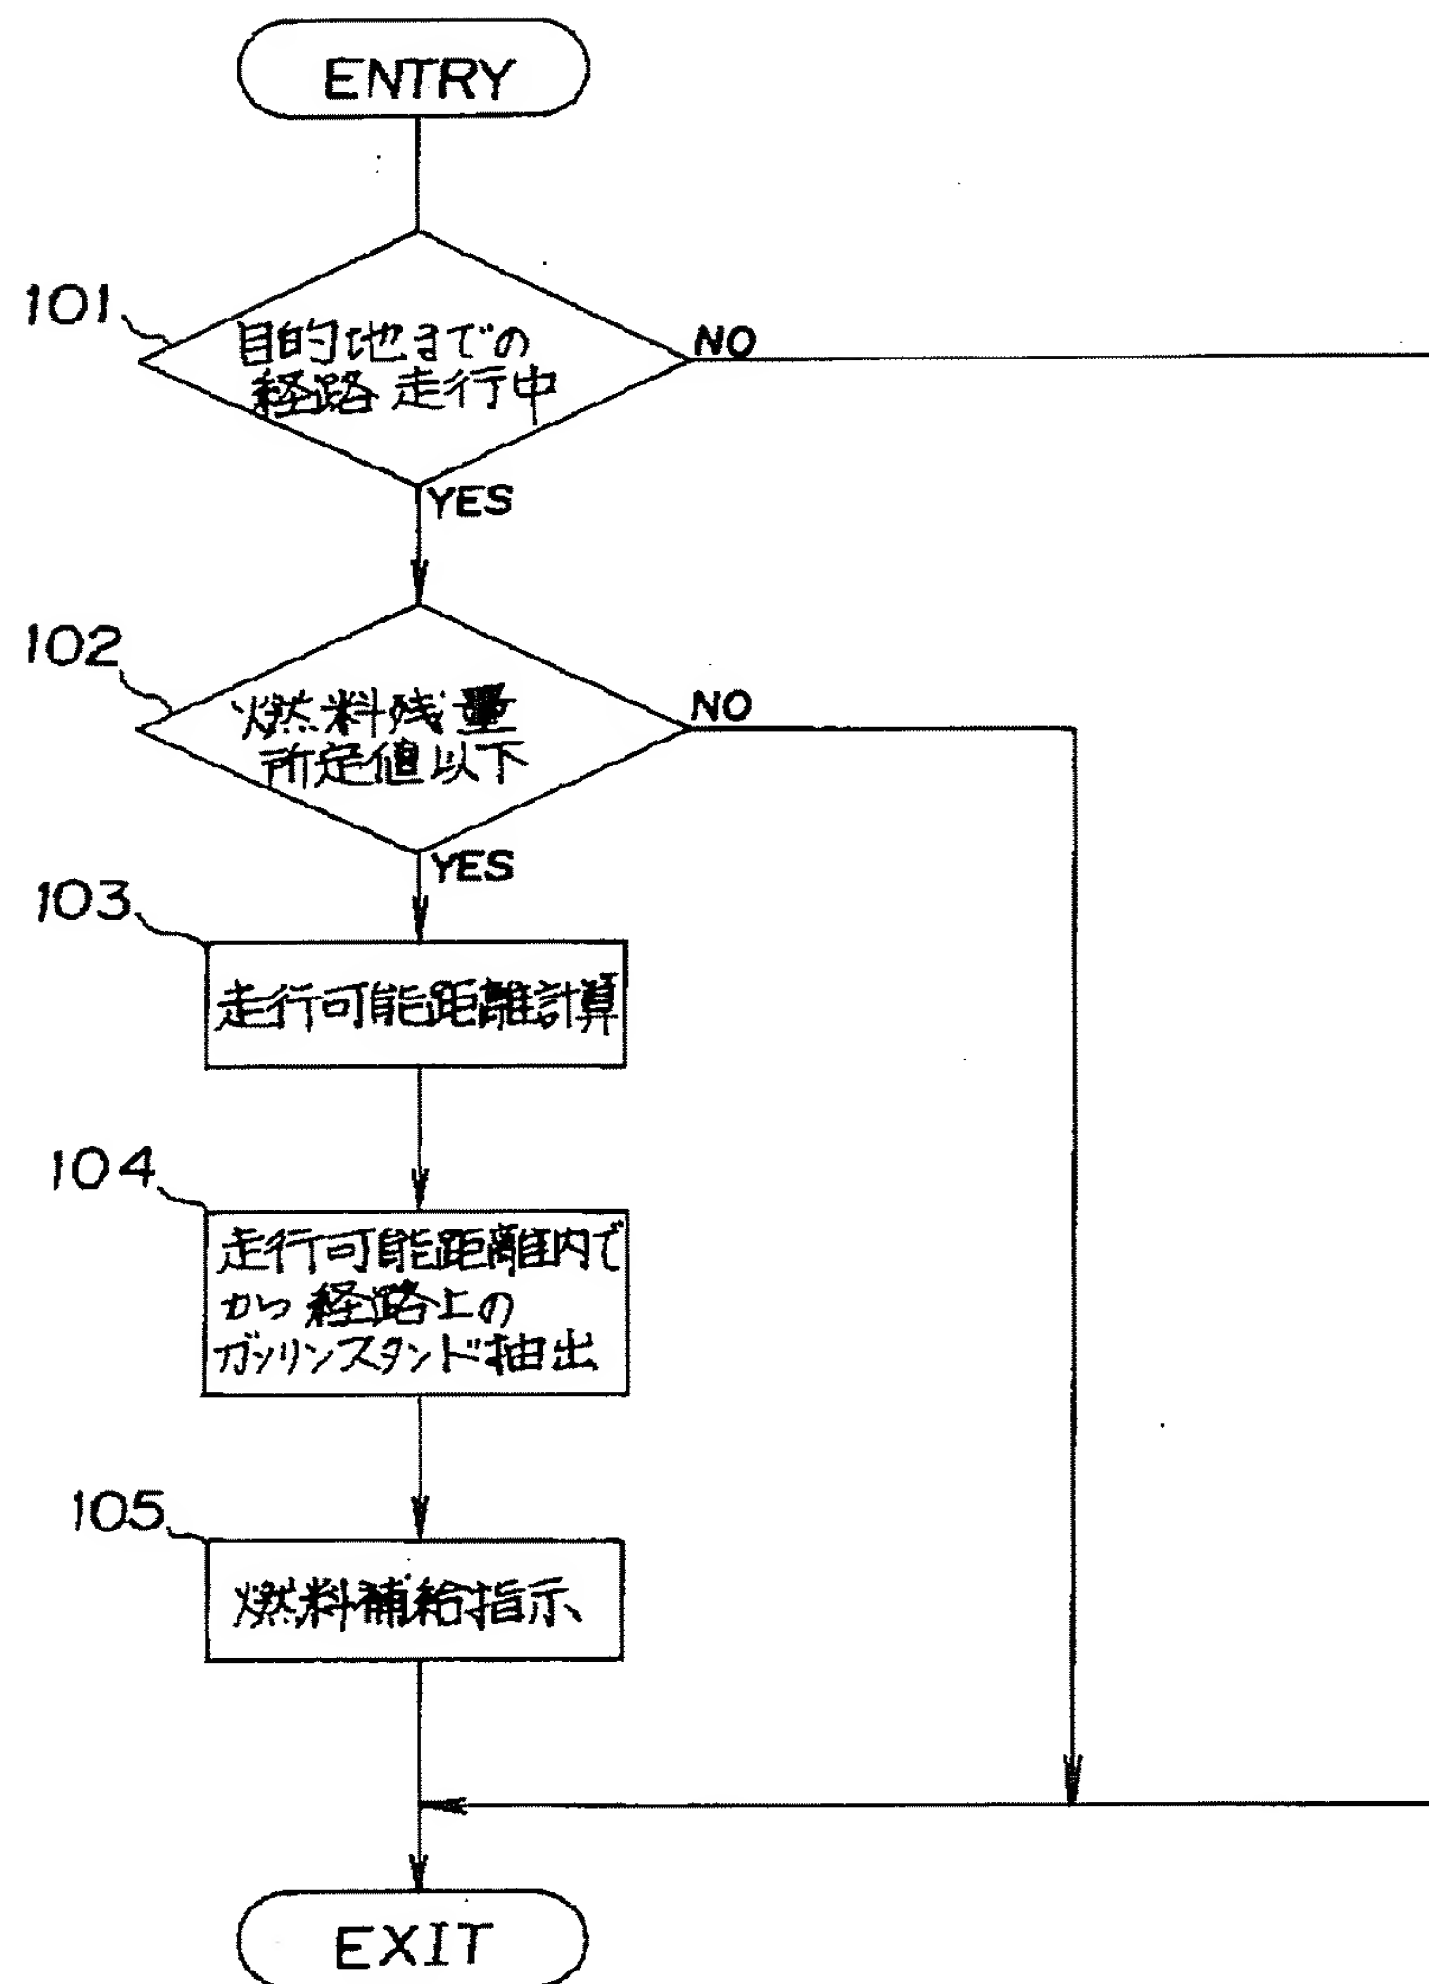 ENTRY
101
目的地までの
経路走行中
NO
YES
102
燃料残量
所定値以下
NO
YES
103
走行可能距離計算
104
走行可能距離内で
かつ経路上の
ガソリンスタンド抽出
105
燃料補給指示
EXIT